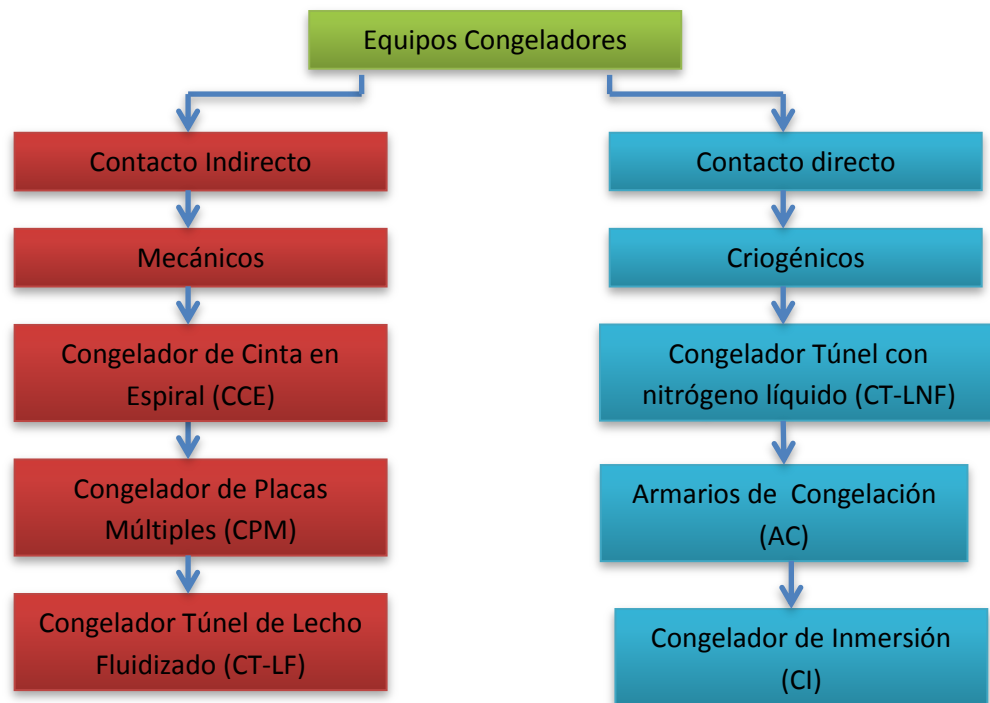 Equipos Congeladores
Contacto Indirecto
Mecánicos
Congelador de Cinta en
Espiral (CCE)
Congelador de Placas
Múltiples (CPM)
Congelador Túnel de Lecho
Fluidizado (CT-LF)
Contacto directo
Criogénicos
Congelador Túnel con
nitrógeno líquido (CT-LNF)
Armarios de Congelación
(AC)
Congelador de Inmersión
(CI)